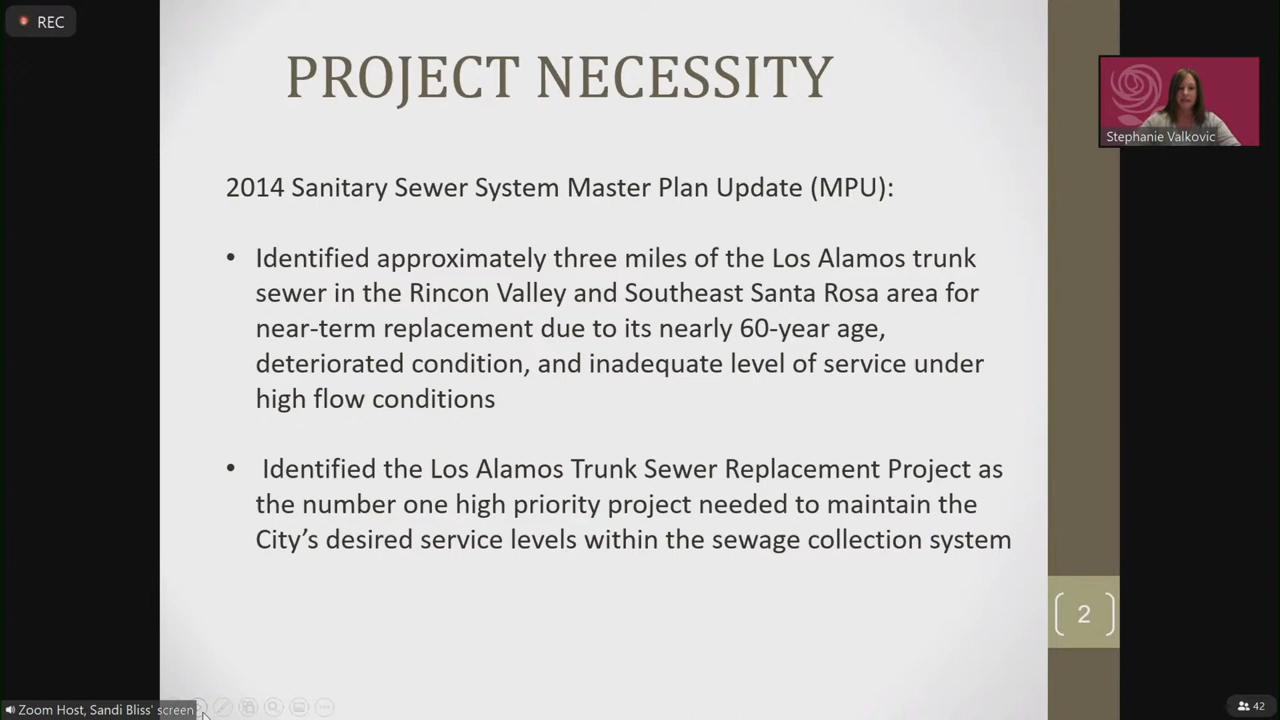 REC
PROJECT NECESSITY
Stephanie Valkovic
2014 Sanitary Sewer System Master Plan Update (MPU):
• Identified approximately three miles of the Los Alamos trunk
sewer in the Rincon Valley and Southeast Santa Rosa area for
near-term replacement due to its nearly 60-year age,
deteriorated condition, and inadequate level of service under
high flow conditions
• Identified the Los Alamos Trunk Sewer Replacement Project as
the number one high priority project needed to maintain the
City’s desired service levels within the sewage collection system
2
Zoom Host, Sandi Bliss' screen
42